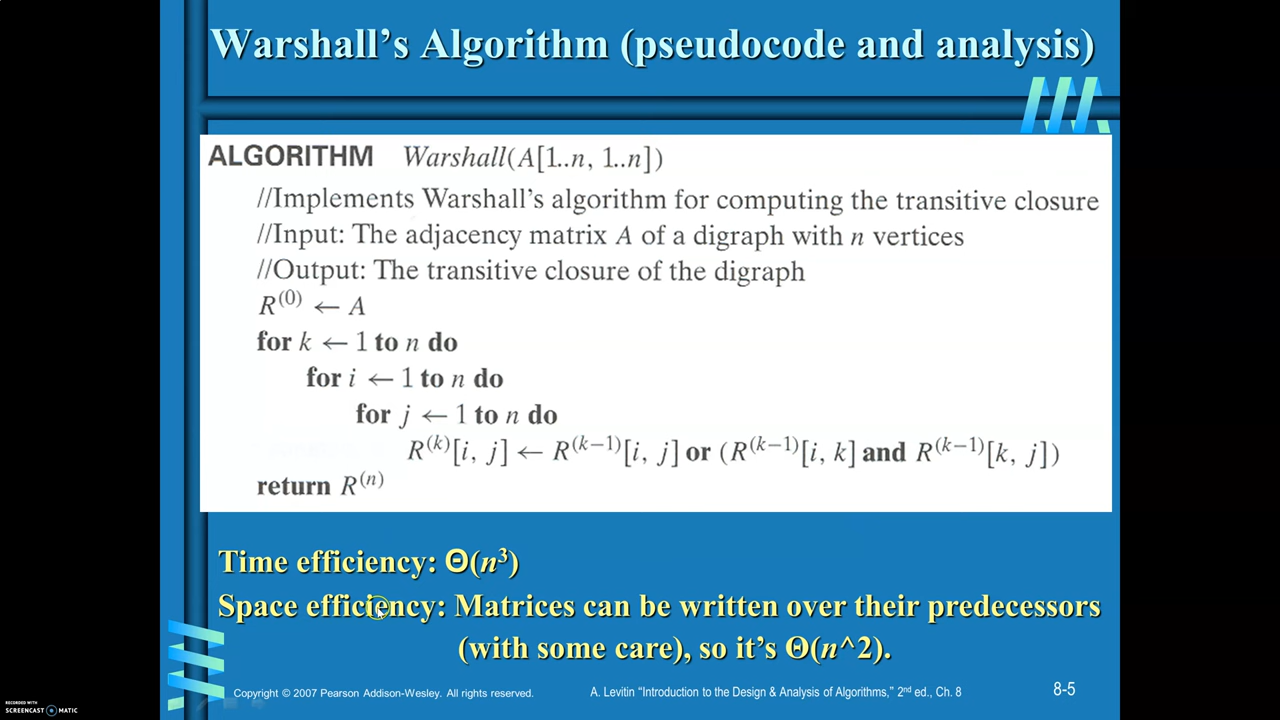 Warshall's Algorithm (pseudocode and analysis)
ALGORITHM Warshall(A[1..n, 1..n])
//Implements Warshall's algorithm for computing the transitive closure
//Input: The adjacency matrix A of a digraph with n vertices
//Output: The transitive closure of the digraph
R⁽⁰⁾ ← A
for k ← 1 to n do
for i ← 1 to n do
for j ← 1 to n do
R⁽ᵏ⁾[i, j] ← R⁽ᵏ⁻¹⁾[i, j] or (R⁽ᵏ⁻¹⁾[i, k] and R⁽ᵏ⁻¹⁾[k, j])
return R⁽ⁿ⁾
Time efficiency: Θ(n³)
Space efficiency: Matrices can be written over their predecessors
(with some care), so it's Θ(n^2).
Copyright © 2007 Pearson Addison-Wesley. All rights reserved. A. Levitin "Introduction to the Design & Analysis of Algorithms," 2nd ed., Ch. 8 8-5
RECORDED WITH
SCREENCAST MATIC